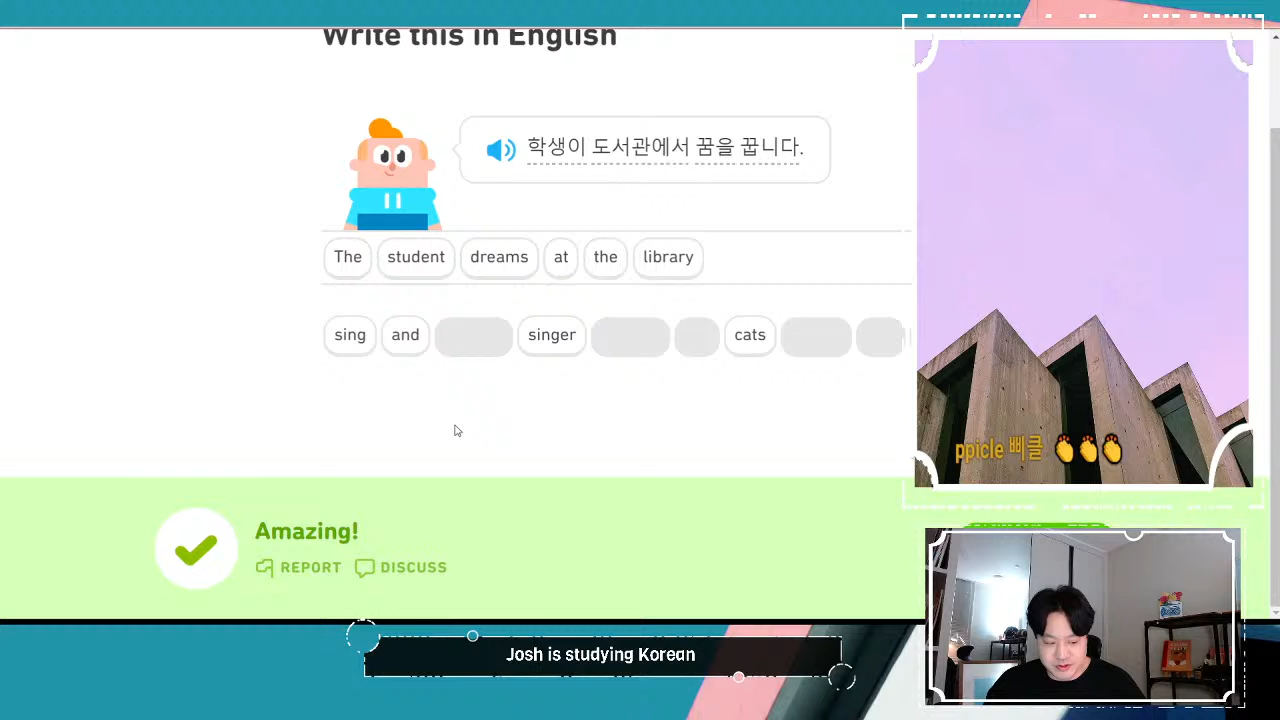 Write this in English
학생이 도서관에서 꿈을 꿉니다.
The student dreams at the library
sing and singer cats
ppicle 삐클 👏👏👏
Amazing!
REPORT DISCUSS
Josh is studying Korean